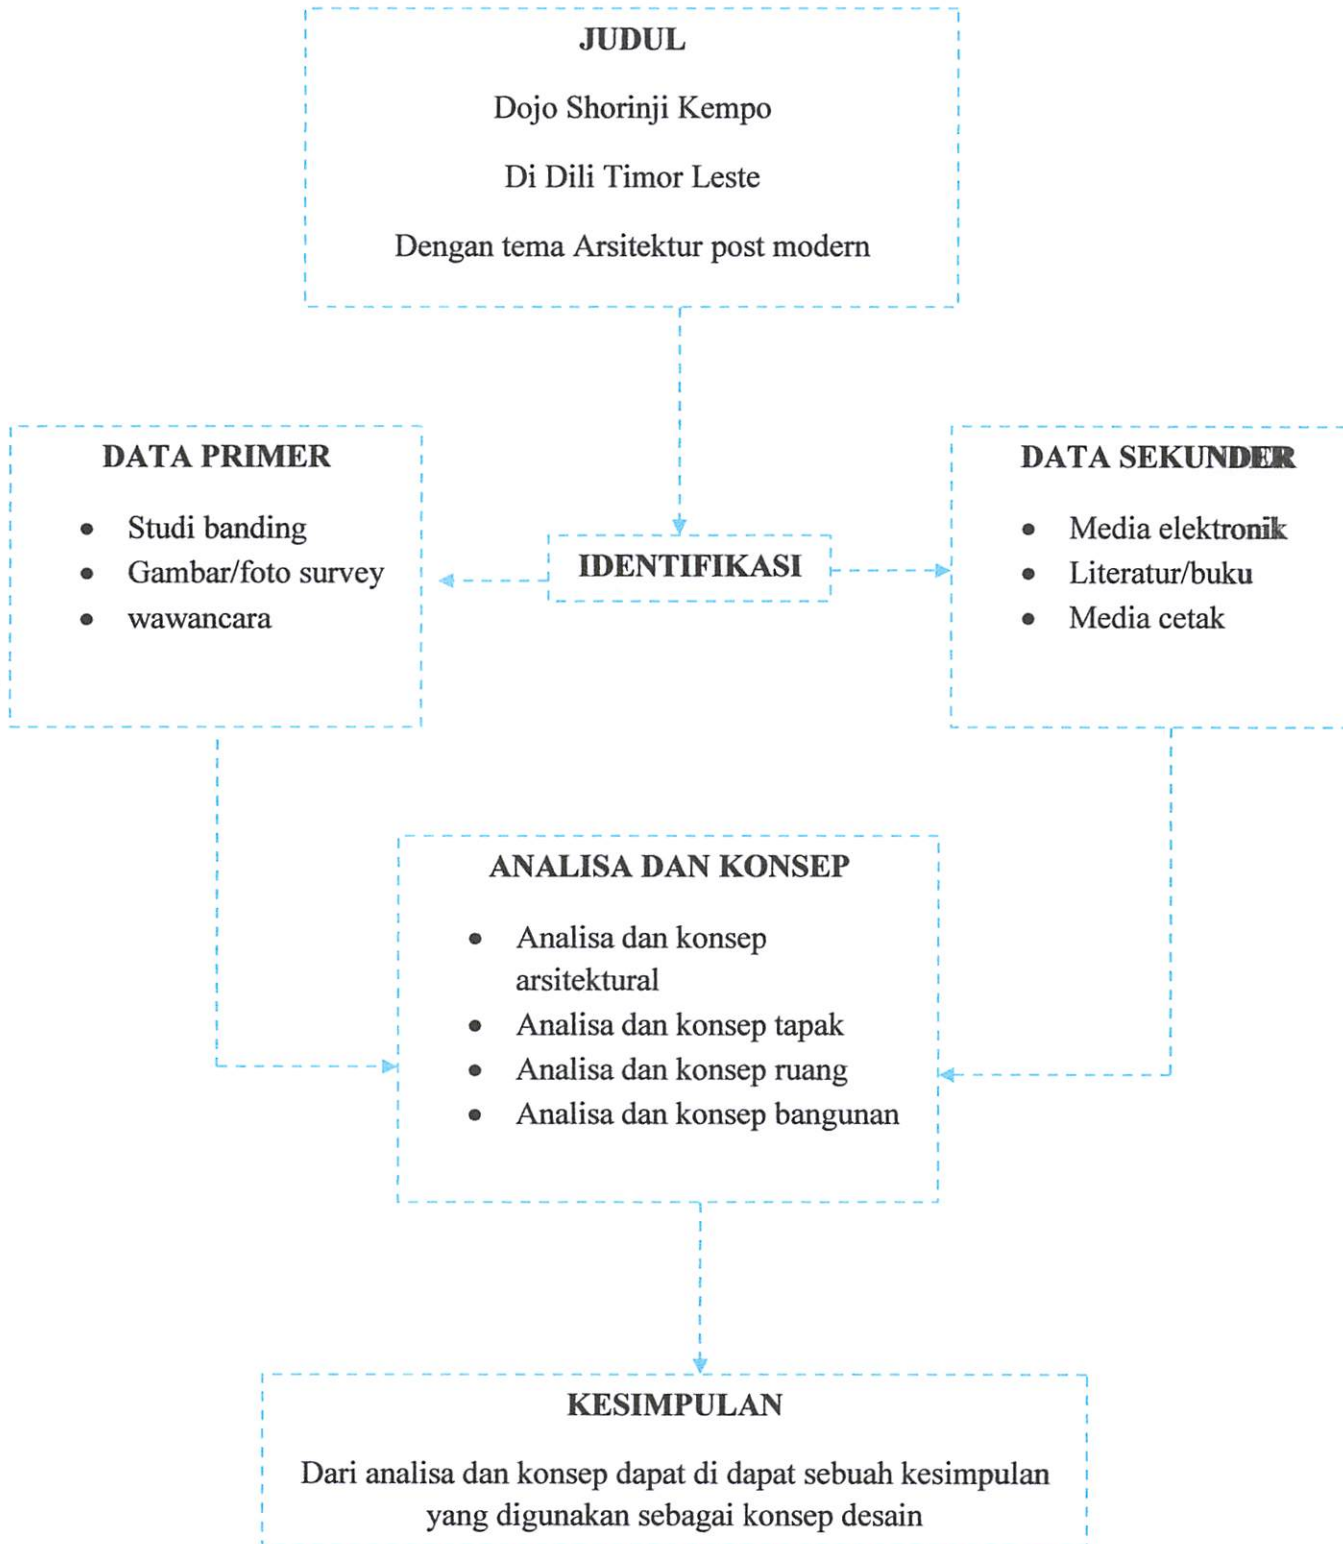 JUDUL
Dojo Shorinji Kempo
Di Dili Timor Leste
Dengan tema Arsitektur post modern
DATA PRIMER
• Studi banding
• Gambar/foto survey
• wawancara
IDENTIFIKASI
DATA SEKUNDER
• Media elektronik
• Literatur/buku
• Media cetak
ANALISA DAN KONSEP
• Analisa dan konsep
arsitektural
• Analisa dan konsep tapak
• Analisa dan konsep ruang
• Analisa dan konsep bangunan
KESIMPULAN
Dari analisa dan konsep dapat di dapat sebuah kesimpulan
yang digunakan sebagai konsep desain